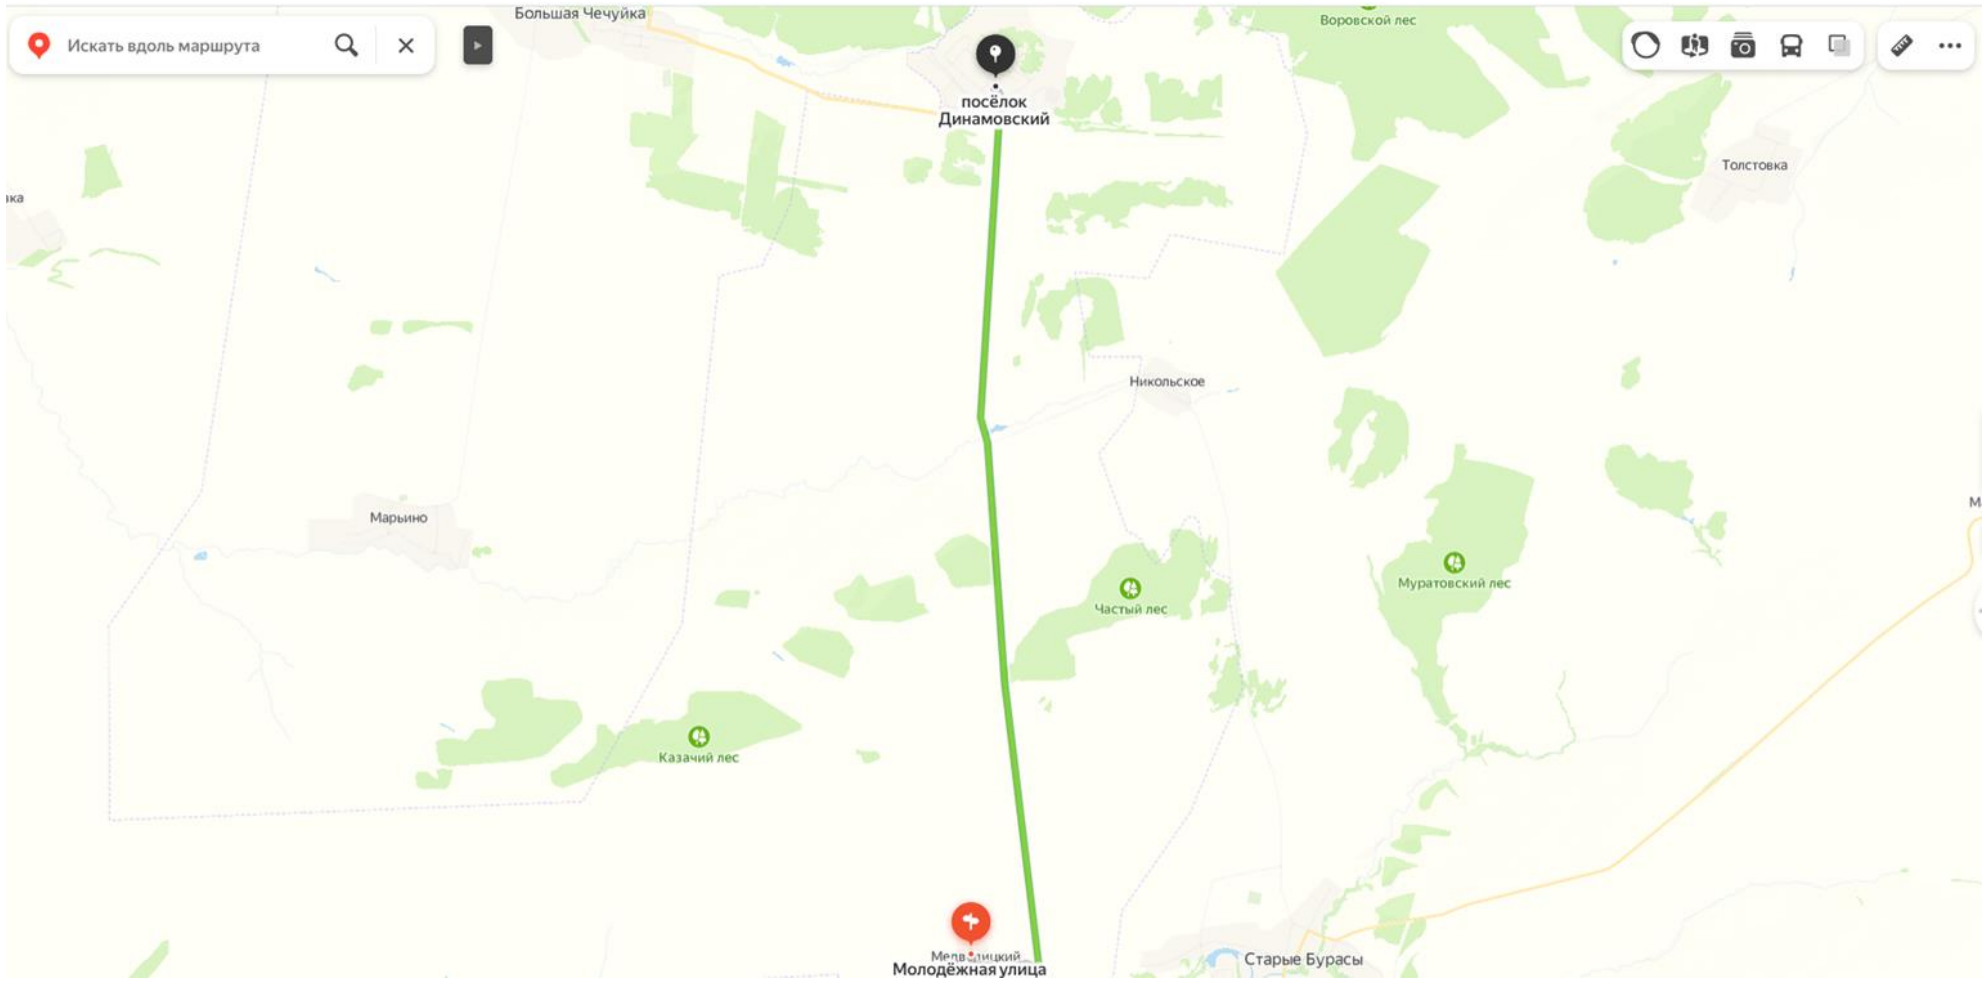 Большая Чечуйка
Воровской лес
Искать вдоль маршрута
посёлок
Динамовский
Толстовка
вка
Никольское
Марьино
Муратовский лес
Частый лес
Казачий лес
Молодёжная улица
Старые Бурасы